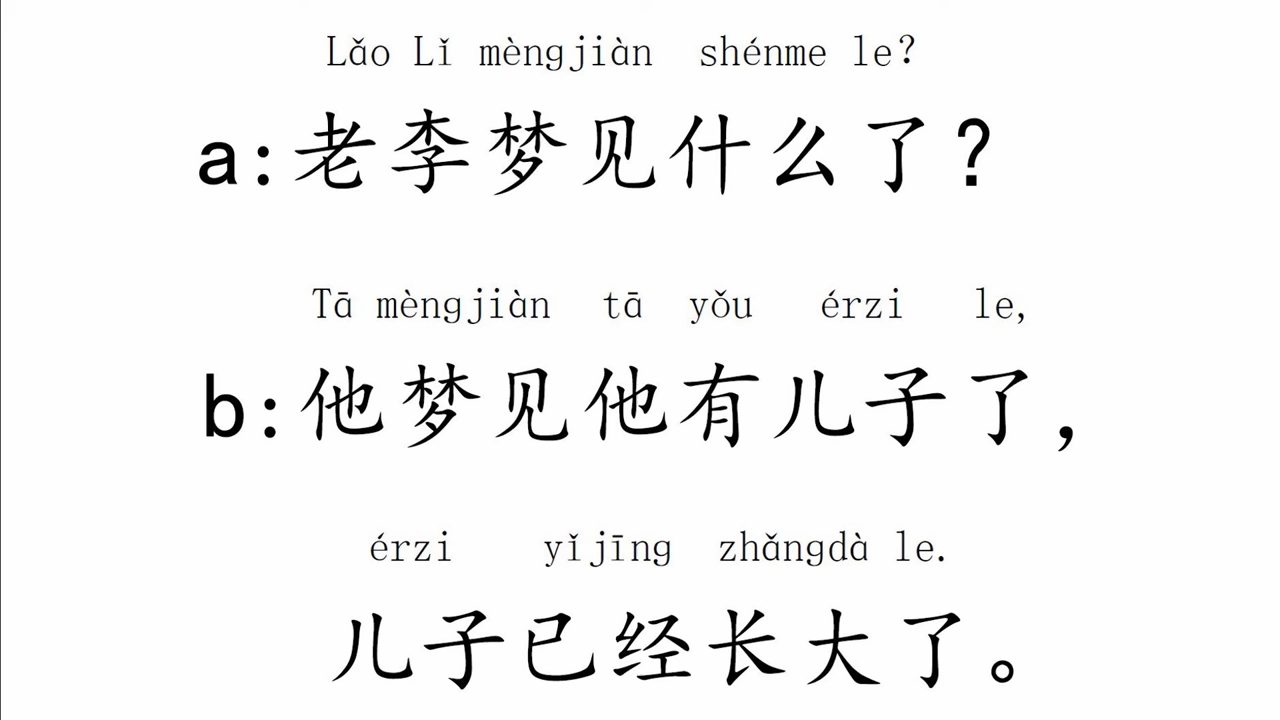 Lǎo Lǐ mèngjiàn shénme le?
a:老李梦见什么了?
Tā mèngjiàn tā yǒu érzi le,
b:他梦见他有儿子了,
érzi yǐjīng zhǎngdà le.
儿子已经长大了。